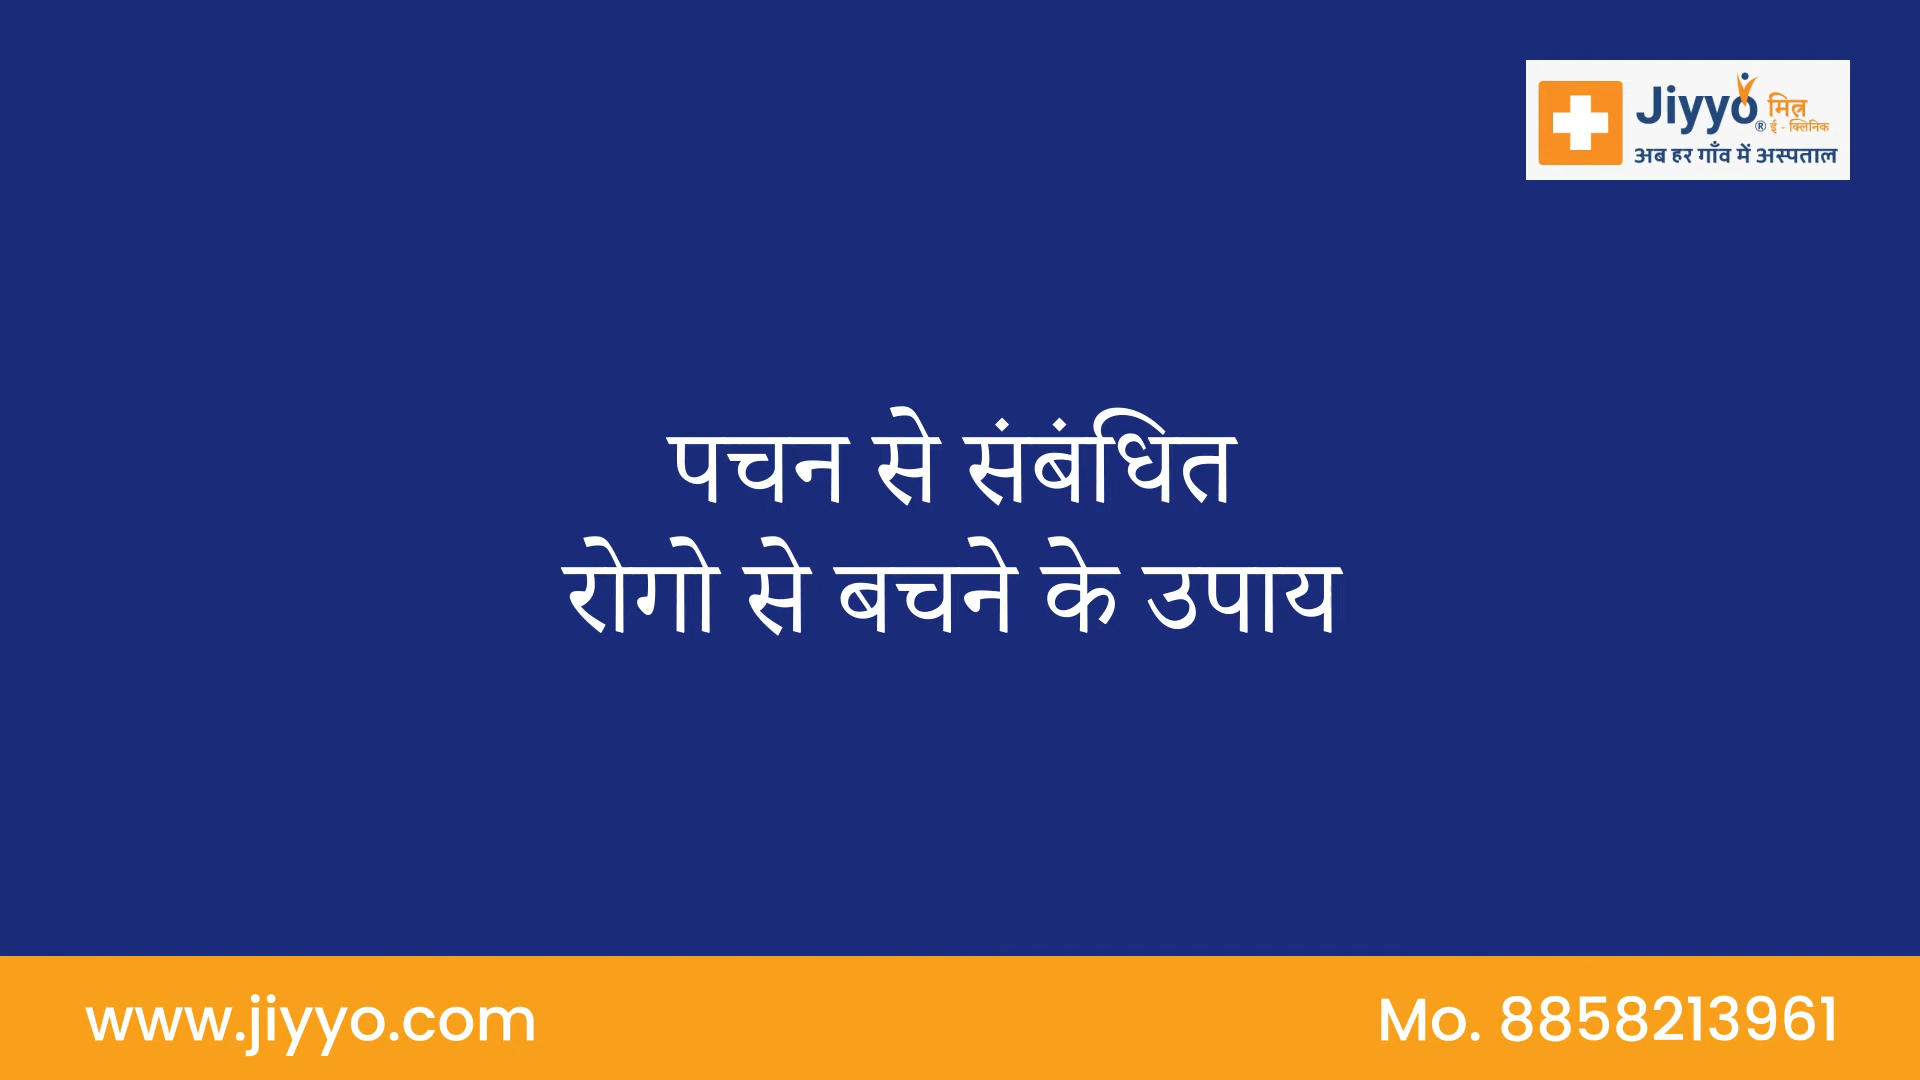 Jiyyo® मित्र
ई - क्लिनिक
अब हर गाँव में अस्पताल
पचन से संबंधित
रोगो से बचने के उपाय
www.jiyyo.com
Mo. 8858213961